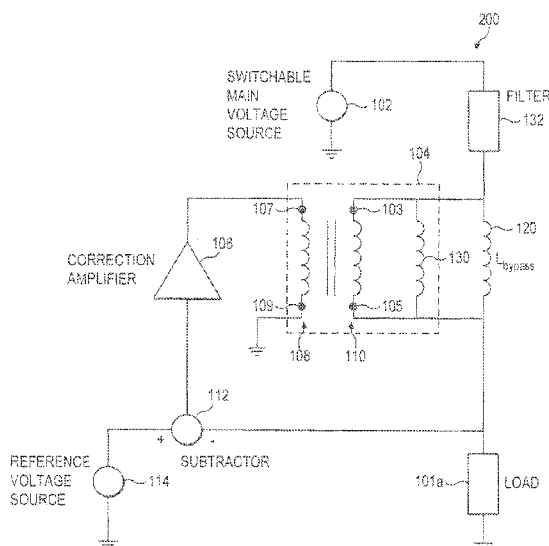 200
SWITCHABLE
MAIN
VOLTAGE
SOURCE
102
FILTER
132
104
107
103
120
106
130
Lbypass
CORRECTION
AMPLIFIER
109
105
108
110
112
+
-
SUBTRACTOR
REFERENCE
VOLTAGE
SOURCE
114
101a
LOAD